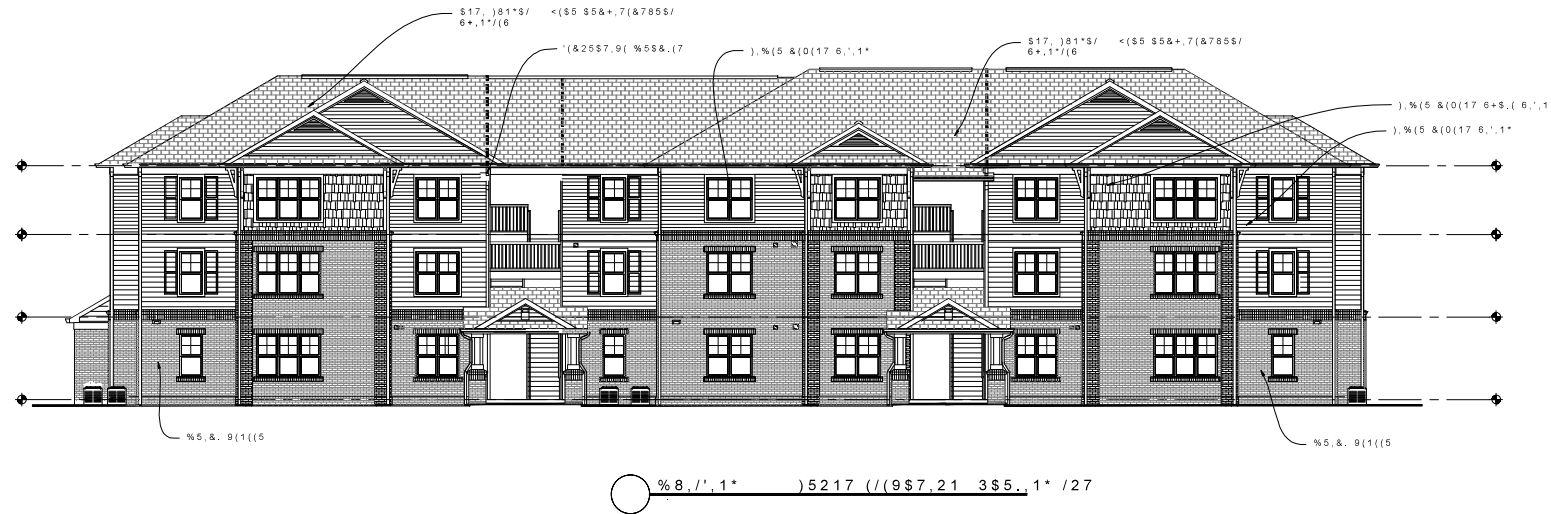 $17, )81*$/ <($5 $5&+,7(&785$/
6+,1*/(6
'(&25$7,9( %5$&.(7
),%(5 &(0(17 6,',1*
$17, )81*$/ <($5 $5&+,7(&785$/
6+,1*/(6
),%(5 &(0(17 6+$.( 6,',1
),%(5 &(0(17 6,',1*
%5,&. 9(1((5
%5,&. 9(1((5
%8,/',1* )5217 (/(9$7,21 3$5.,1* /27